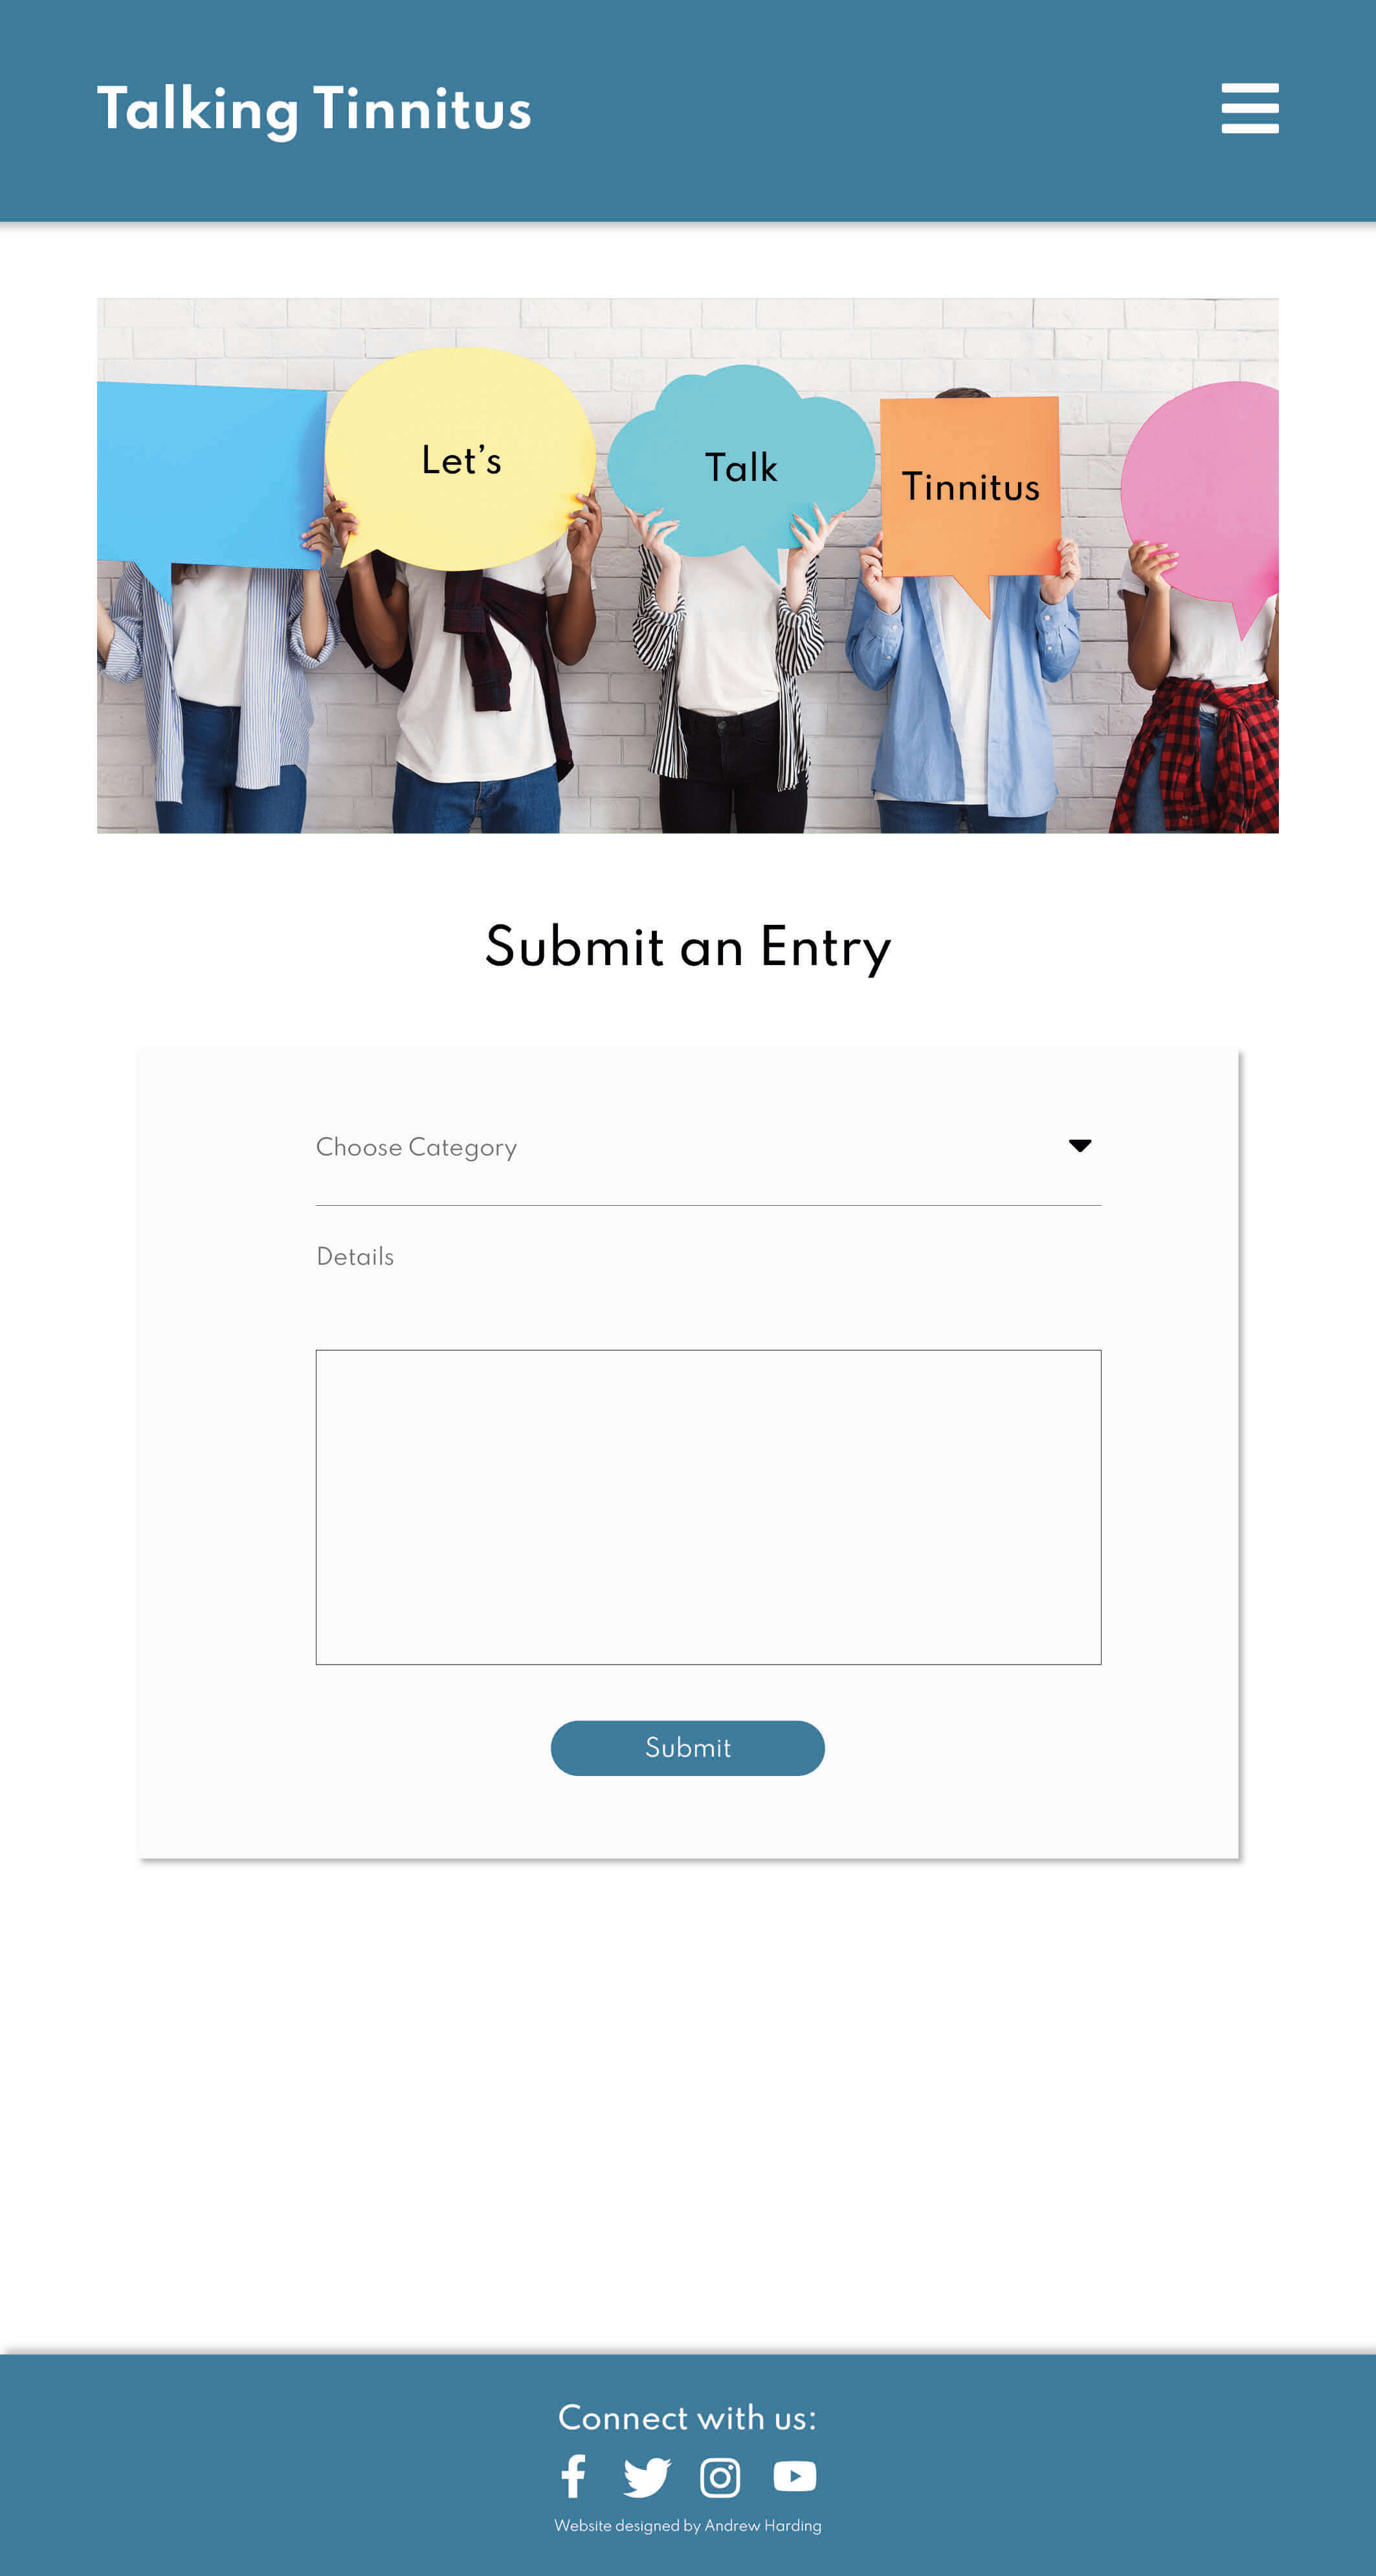 Talking Tinnitus
Let’s
Talk
Tinnitus
Submit an Entry
Choose Category
Details
Submit
Connect with us:
Website designed by Andrew Harding